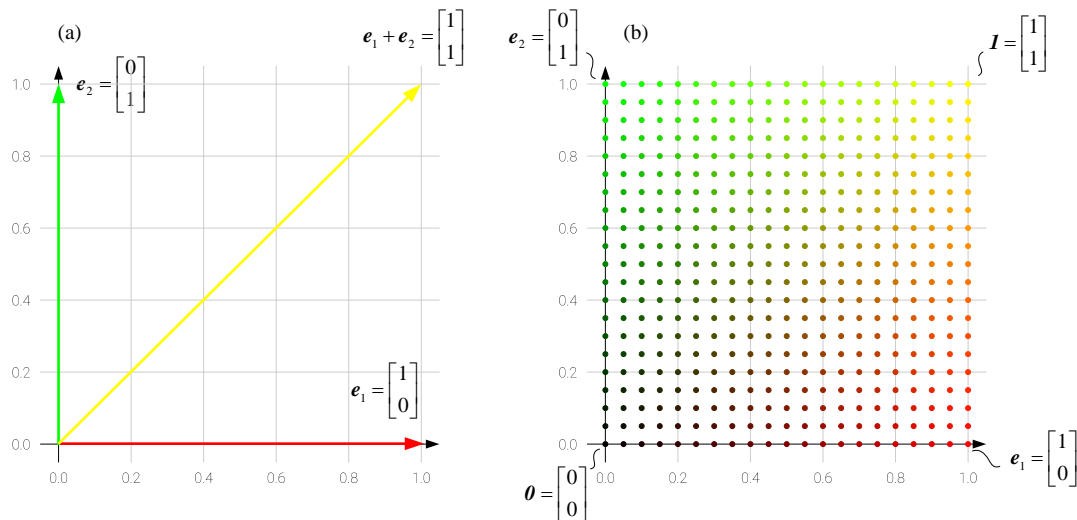 (a)
e₁ + e₂ = [1 1]
e₂ = [0 1]
1.0
0.8
0.6
0.4
0.2
0.0
e₁ = [1 0]
0.0 0.2 0.4 0.6 0.8 1.0
(b)
e₂ = [0 1]
1 = [1 1]
1.0
0.8
0.6
0.4
0.2
0.0
0.0 0.2 0.4 0.6 0.8 1.0
e₁ = [1 0]
0 = [0 0]